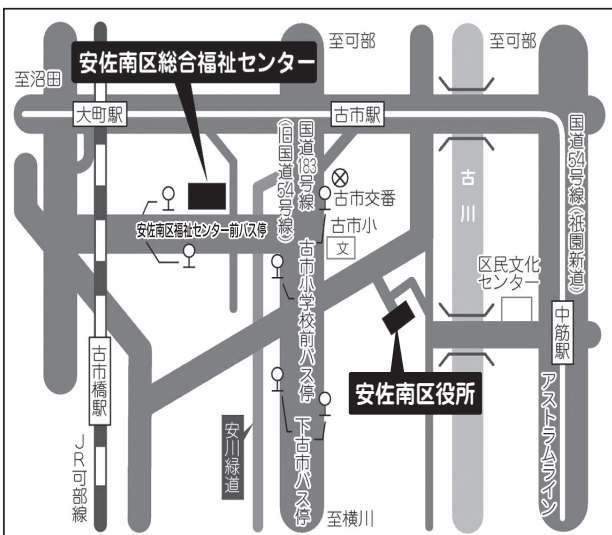 至可部
至可部
安佐南区総合福祉センター
至沼田
大町駅
古市駅
国道183号線
(旧国道54号線)
国道54号線(祇園新道)
古市交番
古川
安佐南区福祉センター前バス停
古市小
文
区民文化
センター
古市小学校前バス停
中筋駅
古市橋駅
安佐南区役所
アストラムライン
安川緑道
下古市バス停
JR可部線
至横川